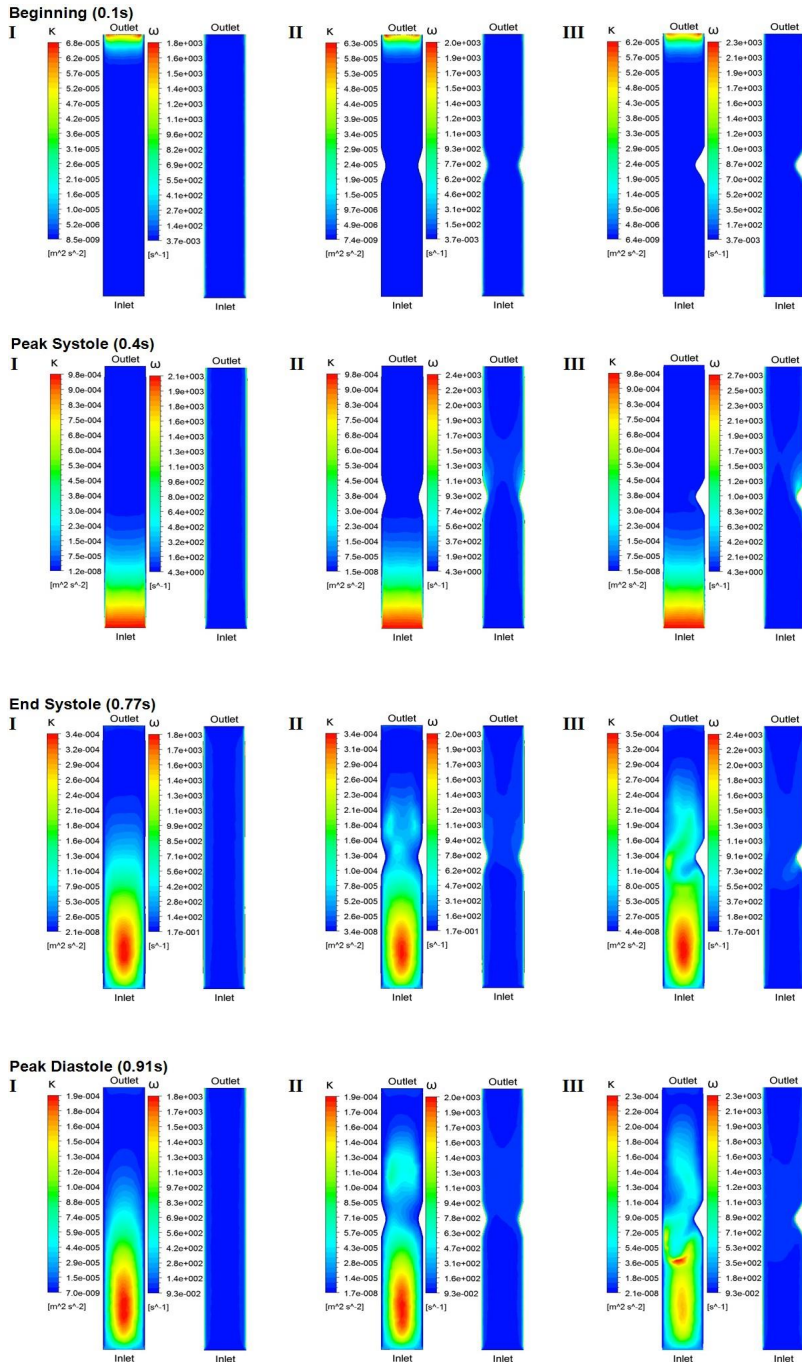 Beginning (0.1s)
I K Outlet ω Outlet II K Outlet ω Outlet III K Outlet ω Outlet
6.8e-005 1.8e+003 6.3e-005 2.0e+003 6.2e-005 2.3e+003
6.2e-005 1.7e+003 5.8e-005 1.9e+003 5.7e-005 2.1e+003
5.7e-005 1.6e+003 5.3e-005 1.7e+003 5.2e-005 1.9e+003
5.2e-005 1.4e+003 4.8e-005 1.5e+003 4.8e-005 1.7e+003
4.7e-005 1.2e+003 4.4e-005 1.4e+003 4.3e-005 1.6e+003
4.2e-005 1.1e+003 3.9e-005 1.2e+003 3.8e-005 1.4e+003
3.6e-005 9.6e+002 3.4e-005 1.1e+003 3.3e-005 1.2e+003
3.1e-005 8.2e+002 2.9e-005 9.3e+002 2.9e-005 1.0e+003
2.6e-005 6.9e+002 2.4e-005 7.7e+002 2.4e-005 8.7e+002
2.1e-005 5.5e+002 1.9e-005 6.2e+002 1.9e-005 7.0e+002
1.6e-005 4.1e+002 1.5e-005 4.6e+002 1.4e-005 5.2e+002
1.0e-005 2.7e+002 9.7e-006 3.1e+002 9.5e-006 3.5e+002
5.2e-006 1.4e+002 4.9e-006 1.5e+002 4.8e-006 1.7e+002
8.5e-009 3.7e-003 7.4e-009 3.7e-003 6.4e-009 3.7e-003
[m^2 s^-2] [s^-1] [m^2 s^-2] [s^-1] [m^2 s^-2] [s^-1]
Inlet Inlet Inlet Inlet Inlet Inlet
Peak Systole (0.4s)
I K Outlet ω Outlet II K Outlet ω Outlet III K Outlet ω Outlet
9.8e-004 2.1e+003 9.8e-004 2.4e+003 9.8e-004 2.7e+003
9.0e-004 1.9e+003 9.0e-004 2.2e+003 9.0e-004 2.5e+003
8.3e-004 1.8e+003 8.3e-004 2.0e+003 8.3e-004 2.3e+003
7.5e-004 1.6e+003 7.5e-004 1.9e+003 7.5e-004 2.1e+003
6.8e-004 1.4e+003 6.8e-004 1.7e+003 6.8e-004 1.9e+003
6.0e-004 1.3e+003 6.0e-004 1.5e+003 6.0e-004 1.7e+003
5.3e-004 1.1e+003 5.3e-004 1.3e+003 5.3e-004 1.5e+003
4.5e-004 9.6e+002 4.5e-004 1.1e+003 4.5e-004 1.3e+003
3.8e-004 8.0e+002 3.8e-004 9.3e+002 3.8e-004 1.0e+003
3.0e-004 6.4e+002 3.0e-004 7.4e+002 3.0e-004 8.4e+002
2.3e-004 4.8e+002 2.3e-004 5.6e+002 2.3e-004 6.3e+002
1.5e-004 3.2e+002 1.5e-004 3.7e+002 1.5e-004 4.2e+002
7.5e-005 1.6e+002 7.5e-005 1.9e+002 7.5e-005 2.1e+002
1.2e-008 4.3e+000 1.5e-008 4.3e+000 1.5e-008 4.3e+000
[m^2 s^-2] [s^-1] [m^2 s^-2] [s^-1] [m^2 s^-2] [s^-1]
Inlet Inlet Inlet Inlet Inlet Inlet
End Systole (0.77s)
I K Outlet ω Outlet II K Outlet ω Outlet III K Outlet ω Outlet
3.4e-004 1.8e+003 3.4e-004 2.0e+003 3.5e-004 2.4e+003
3.1e-004 1.7e+003 3.2e-004 1.9e+003 3.2e-004 2.2e+003
2.9e-004 1.6e+003 2.9e-004 1.7e+003 2.9e-004 2.0e+003
2.6e-004 1.4e+003 2.6e-004 1.6e+003 2.7e-004 1.8e+003
2.4e-004 1.3e+003 2.4e-004 1.4e+003 2.4e-004 1.6e+003
2.1e-004 1.1e+003 2.1e-004 1.2e+003 2.1e-004 1.5e+003
1.8e-004 9.9e+002 1.8e-004 1.1e+003 1.9e-004 1.3e+003
1.6e-004 8.5e+002 1.6e-004 9.4e+002 1.6e-004 1.1e+003
1.3e-004 7.1e+002 1.3e-004 7.8e+002 1.3e-004 9.1e+002
1.0e-004 5.6e+002 1.1e-004 6.2e+002 1.1e-004 7.3e+002
7.9e-005 4.2e+002 7.9e-005 4.7e+002 8.0e-005 5.5e+002
5.3e-005 2.8e+002 5.3e-005 3.1e+002 5.3e-005 3.6e+002
2.6e-005 1.4e+002 2.6e-005 1.6e+002 2.7e-005 1.8e+002
2.1e-008 1.7e-001 3.4e-008 1.7e-001 4.4e-008 1.7e-001
[m^2 s^-2] [s^-1] [m^2 s^-2] [s^-1] [m^2 s^-2] [s^-1]
Inlet Inlet Inlet Inlet Inlet Inlet
Peak Diastole (0.91s)
I K Outlet ω Outlet II K Outlet ω Outlet III K Outlet ω Outlet
1.9e-004 1.8e+003 1.9e-004 2.0e+003 2.3e-004 2.3e+003
1.8e-004 1.7e+003 1.7e-004 1.9e+003 2.2e-004 2.1e+003
1.6e-004 1.5e+003 1.6e-004 1.7e+003 2.0e-004 2.0e+003
1.5e-004 1.4e+003 1.4e-004 1.6e+003 1.8e-004 1.8e+003
1.3e-004 1.2e+003 1.3e-004 1.4e+003 1.6e-004 1.6e+003
1.2e-004 1.1e+003 1.1e-004 1.2e+003 1.4e-004 1.4e+003
1.0e-004 9.7e+002 1.0e-004 1.1e+003 1.3e-004 1.2e+003
8.9e-005 8.3e+002 8.6e-005 9.3e+002 1.1e-004 1.1e+003
7.4e-005 6.9e+002 7.1e-005 7.8e+002 9.0e-005 8.9e+002
5.9e-005 5.5e+002 5.7e-005 6.2e+002 7.2e-005 7.1e+002
4.5e-005 4.2e+002 4.3e-005 4.7e+002 5.4e-005 5.3e+002
3.0e-005 2.8e+002 2.9e-005 3.1e+002 3.6e-005 3.6e+002
1.5e-005 1.4e+002 1.4e-005 1.6e+002 1.8e-005 1.8e+002
7.0e-009 9.3e-002 1.7e-008 9.3e-002 2.1e-008 9.3e-002
[m^2 s^-2] [s^-1] [m^2 s^-2] [s^-1] [m^2 s^-2] [s^-1]
Inlet Inlet Inlet Inlet Inlet Inlet